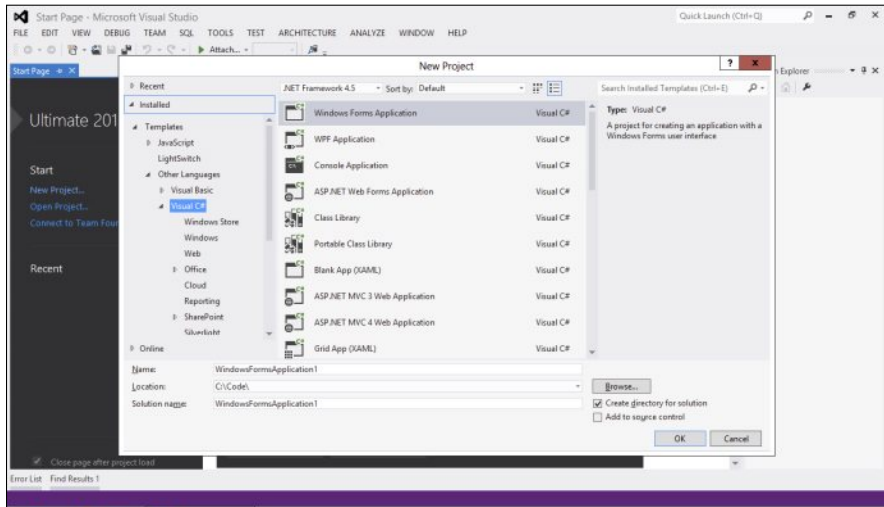 Start Page - Microsoft Visual Studio
Quick Launch (Ctrl+Q)
FILE EDIT VIEW DEBUG TEAM SQL TOOLS TEST ARCHITECTURE ANALYZE WINDOW HELP
Attach...
Start Page
Explorer
Ultimate 201
Start
New Project...
Open Project...
Connect to Team Four
Recent
Close page after project load
New Project
Recent
Installed
Templates
JavaScript
LightSwitch
Other Languages
Visual Basic
Visual C#
Windows Store
Windows
Web
Office
Cloud
Reporting
SharePoint
Silverlight
Online
.NET Framework 4.5 Sort by: Default
Windows Forms Application Visual C#
WPF Application Visual C#
Console Application Visual C#
ASP.NET Web Forms Application Visual C#
Class Library Visual C#
Portable Class Library Visual C#
Blank App (XAML) Visual C#
ASP.NET MVC 3 Web Application Visual C#
ASP.NET MVC 4 Web Application Visual C#
Grid App (XAML) Visual C#
Search Installed Templates (Ctrl+E)
Type: Visual C#
A project for creating an application with a
Windows Forms user interface
Name: WindowsFormsApplication1
Location: C:\Code\
Browse...
Solution name: WindowsFormsApplication1
Create directory for solution
Add to source control
OK Cancel
Error List Find Results 1